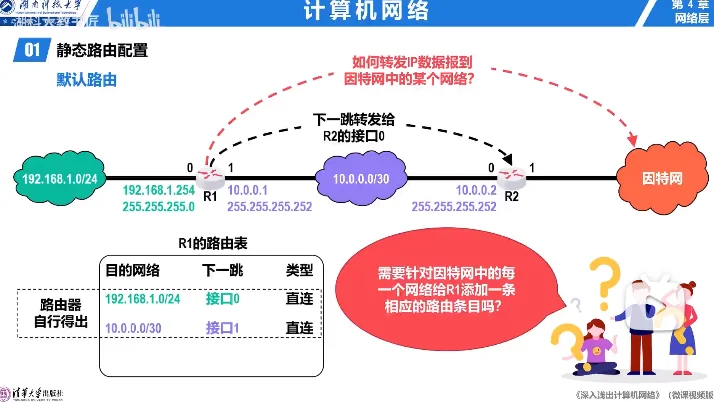 湖南科技大学
湖科大教书匠 bilibili
计算机网络
第 4 章
网络层
01 静态路由配置
默认路由
如何转发IP数据报到
因特网中的某个网络?
下一跳转发给
R2的接口0
0 1
0 1
192.168.1.0/24
R1
10.0.0.0/30
R2
因特网
192.168.1.254
255.255.255.0
10.0.0.1
255.255.255.252
10.0.0.2
255.255.255.252
R1的路由表
目的网络 下一跳 类型
192.168.1.0/24 接口0 直连
10.0.0.0/30 接口1 直连
路由器
自行得出
需要针对因特网中的每
一个网络给R1添加一条
相应的路由条目吗?
清华大学出版社
《深入浅出计算机网络》（微课视频版